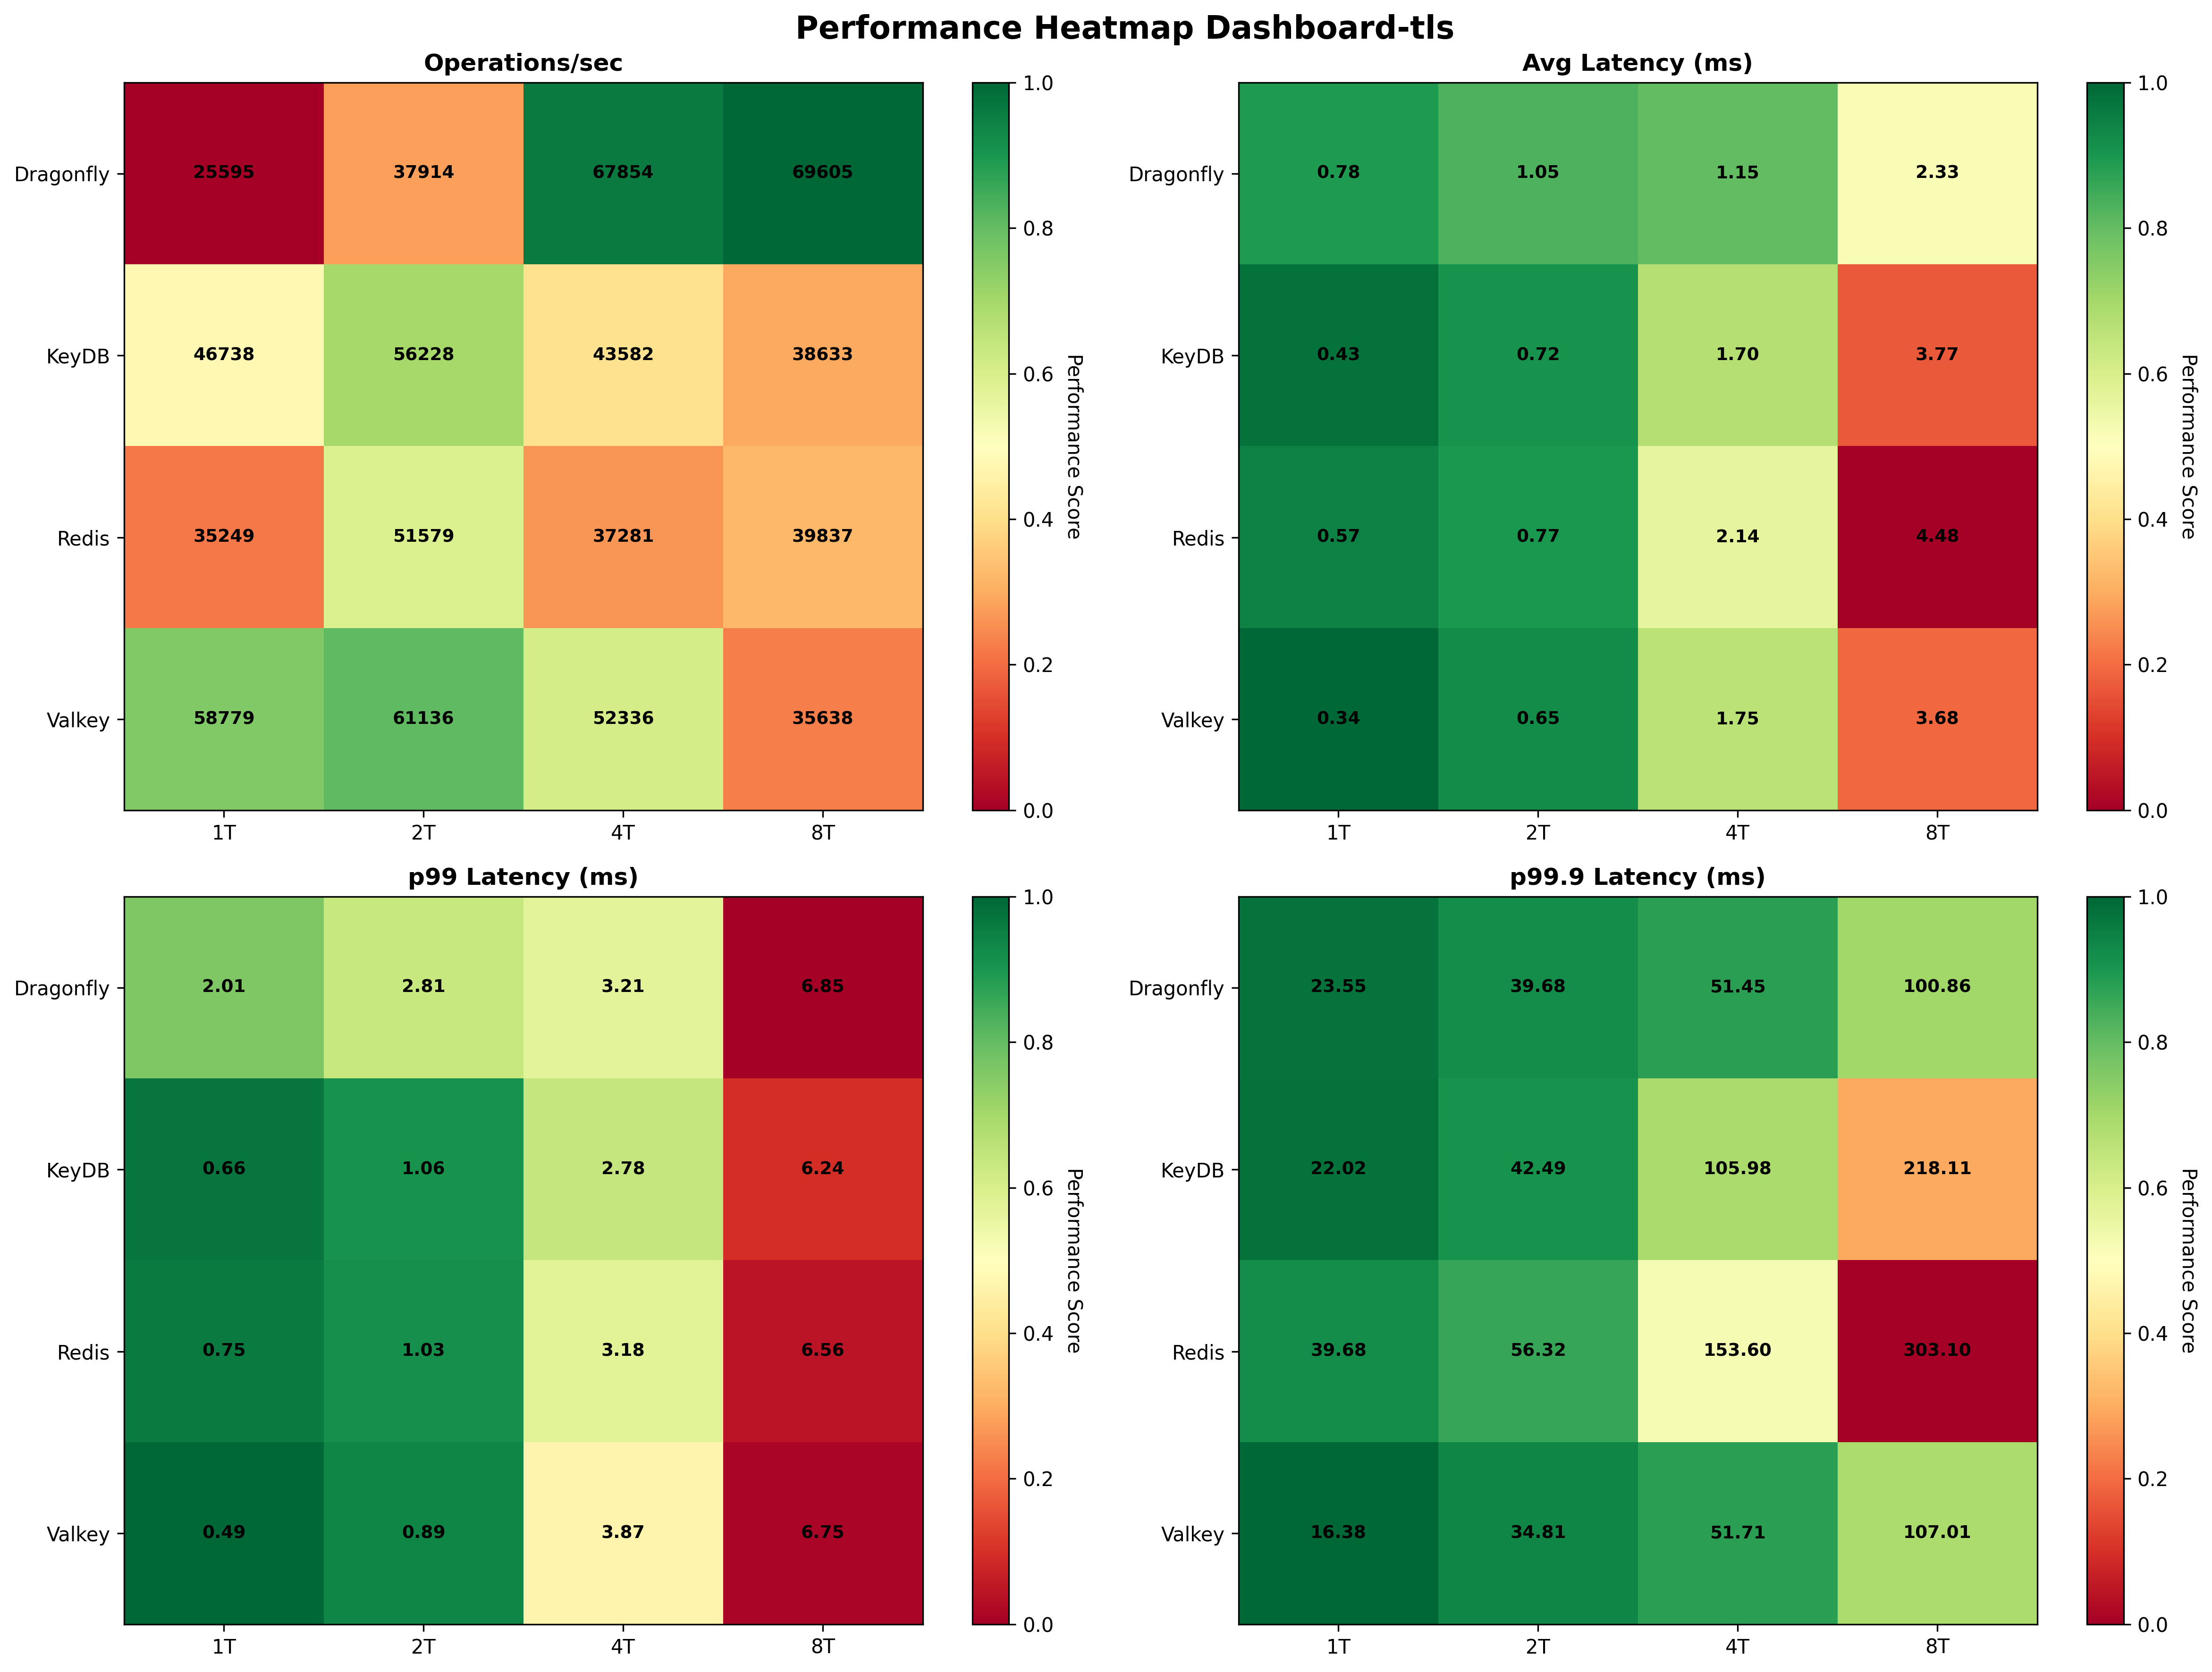 Performance Heatmap Dashboard-tls
Operations/sec
Dragonfly 25595 37914 67854 69605
KeyDB 46738 56228 43582 38633
Redis 35249 51579 37281 39837
Valkey 58779 61136 52336 35638
1T 2T 4T 8T
1.0
0.8
0.6
0.4
0.2
0.0
Performance Score
Avg Latency (ms)
Dragonfly 0.78 1.05 1.15 2.33
KeyDB 0.43 0.72 1.70 3.77
Redis 0.57 0.77 2.14 4.48
Valkey 0.34 0.65 1.75 3.68
1T 2T 4T 8T
1.0
0.8
0.6
0.4
0.2
0.0
Performance Score
p99 Latency (ms)
Dragonfly 2.01 2.81 3.21 6.85
KeyDB 0.66 1.06 2.78 6.24
Redis 0.75 1.03 3.18 6.56
Valkey 0.49 0.89 3.87 6.75
1T 2T 4T 8T
1.0
0.8
0.6
0.4
0.2
0.0
Performance Score
p99.9 Latency (ms)
Dragonfly 23.55 39.68 51.45 100.86
KeyDB 22.02 42.49 105.98 218.11
Redis 39.68 56.32 153.60 303.10
Valkey 16.38 34.81 51.71 107.01
1T 2T 4T 8T
1.0
0.8
0.6
0.4
0.2
0.0
Performance Score